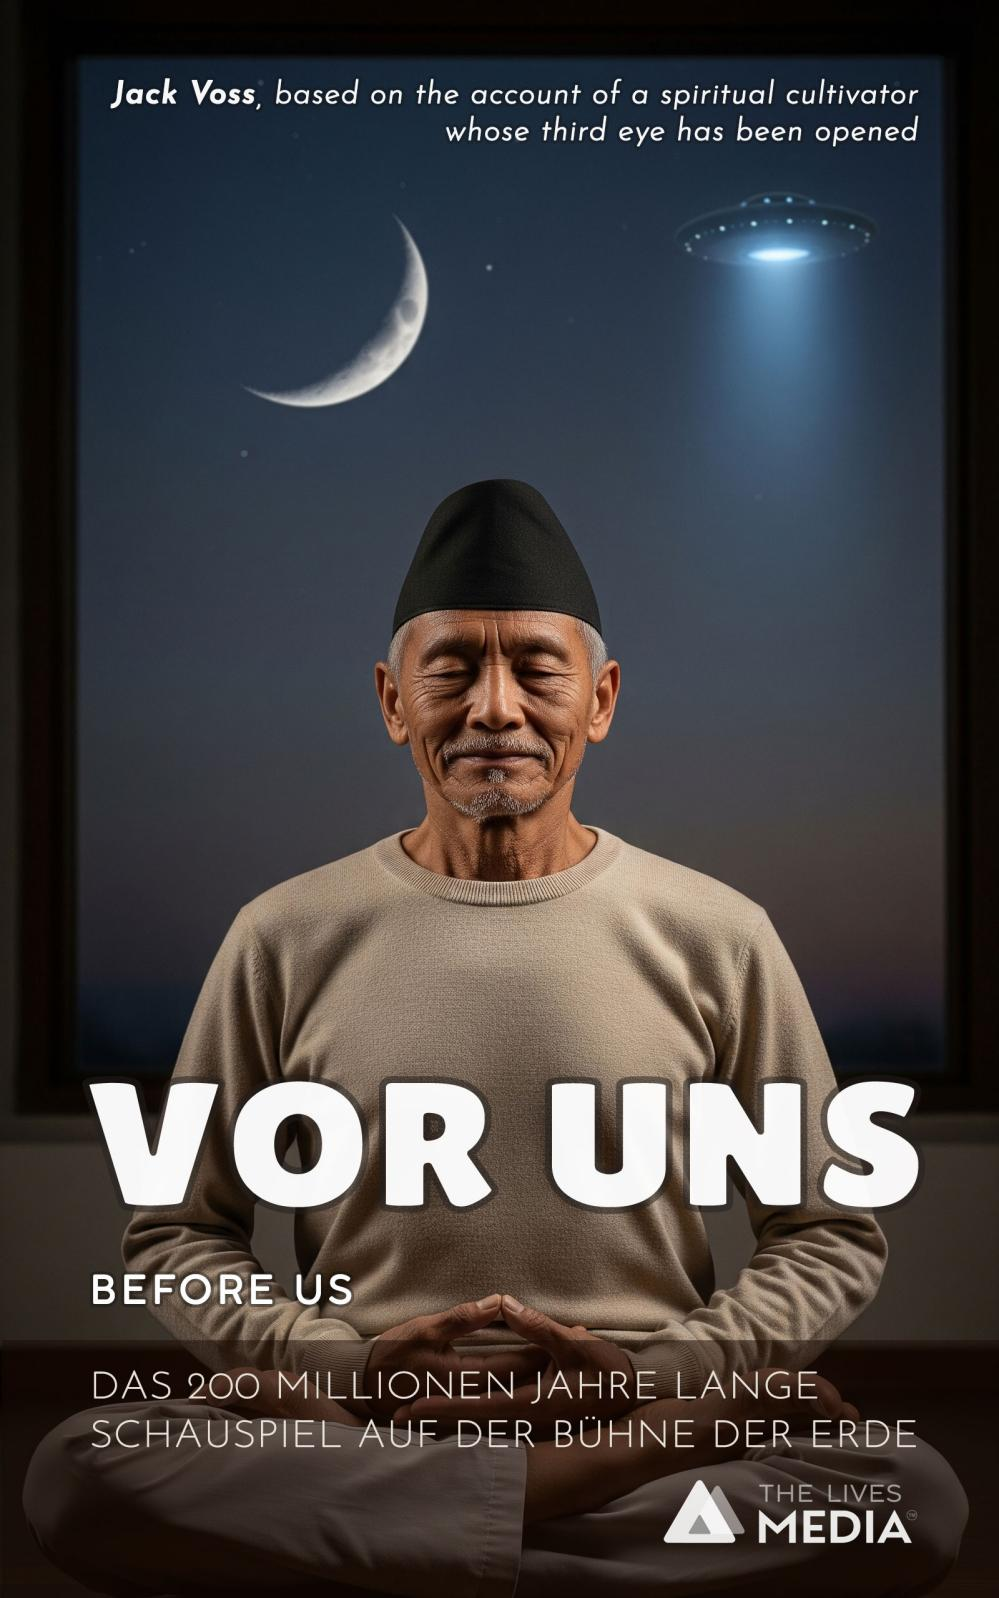 Jack Voss, based on the account of a spiritual cultivator
whose third eye has been opened
VOR UNS
BEFORE US
DAS 200 MILLIONEN JAHRE LANGE
SCHAUSPIEL AUF DER BÜHNE DER ERDE
THE LIVES
MEDIA™